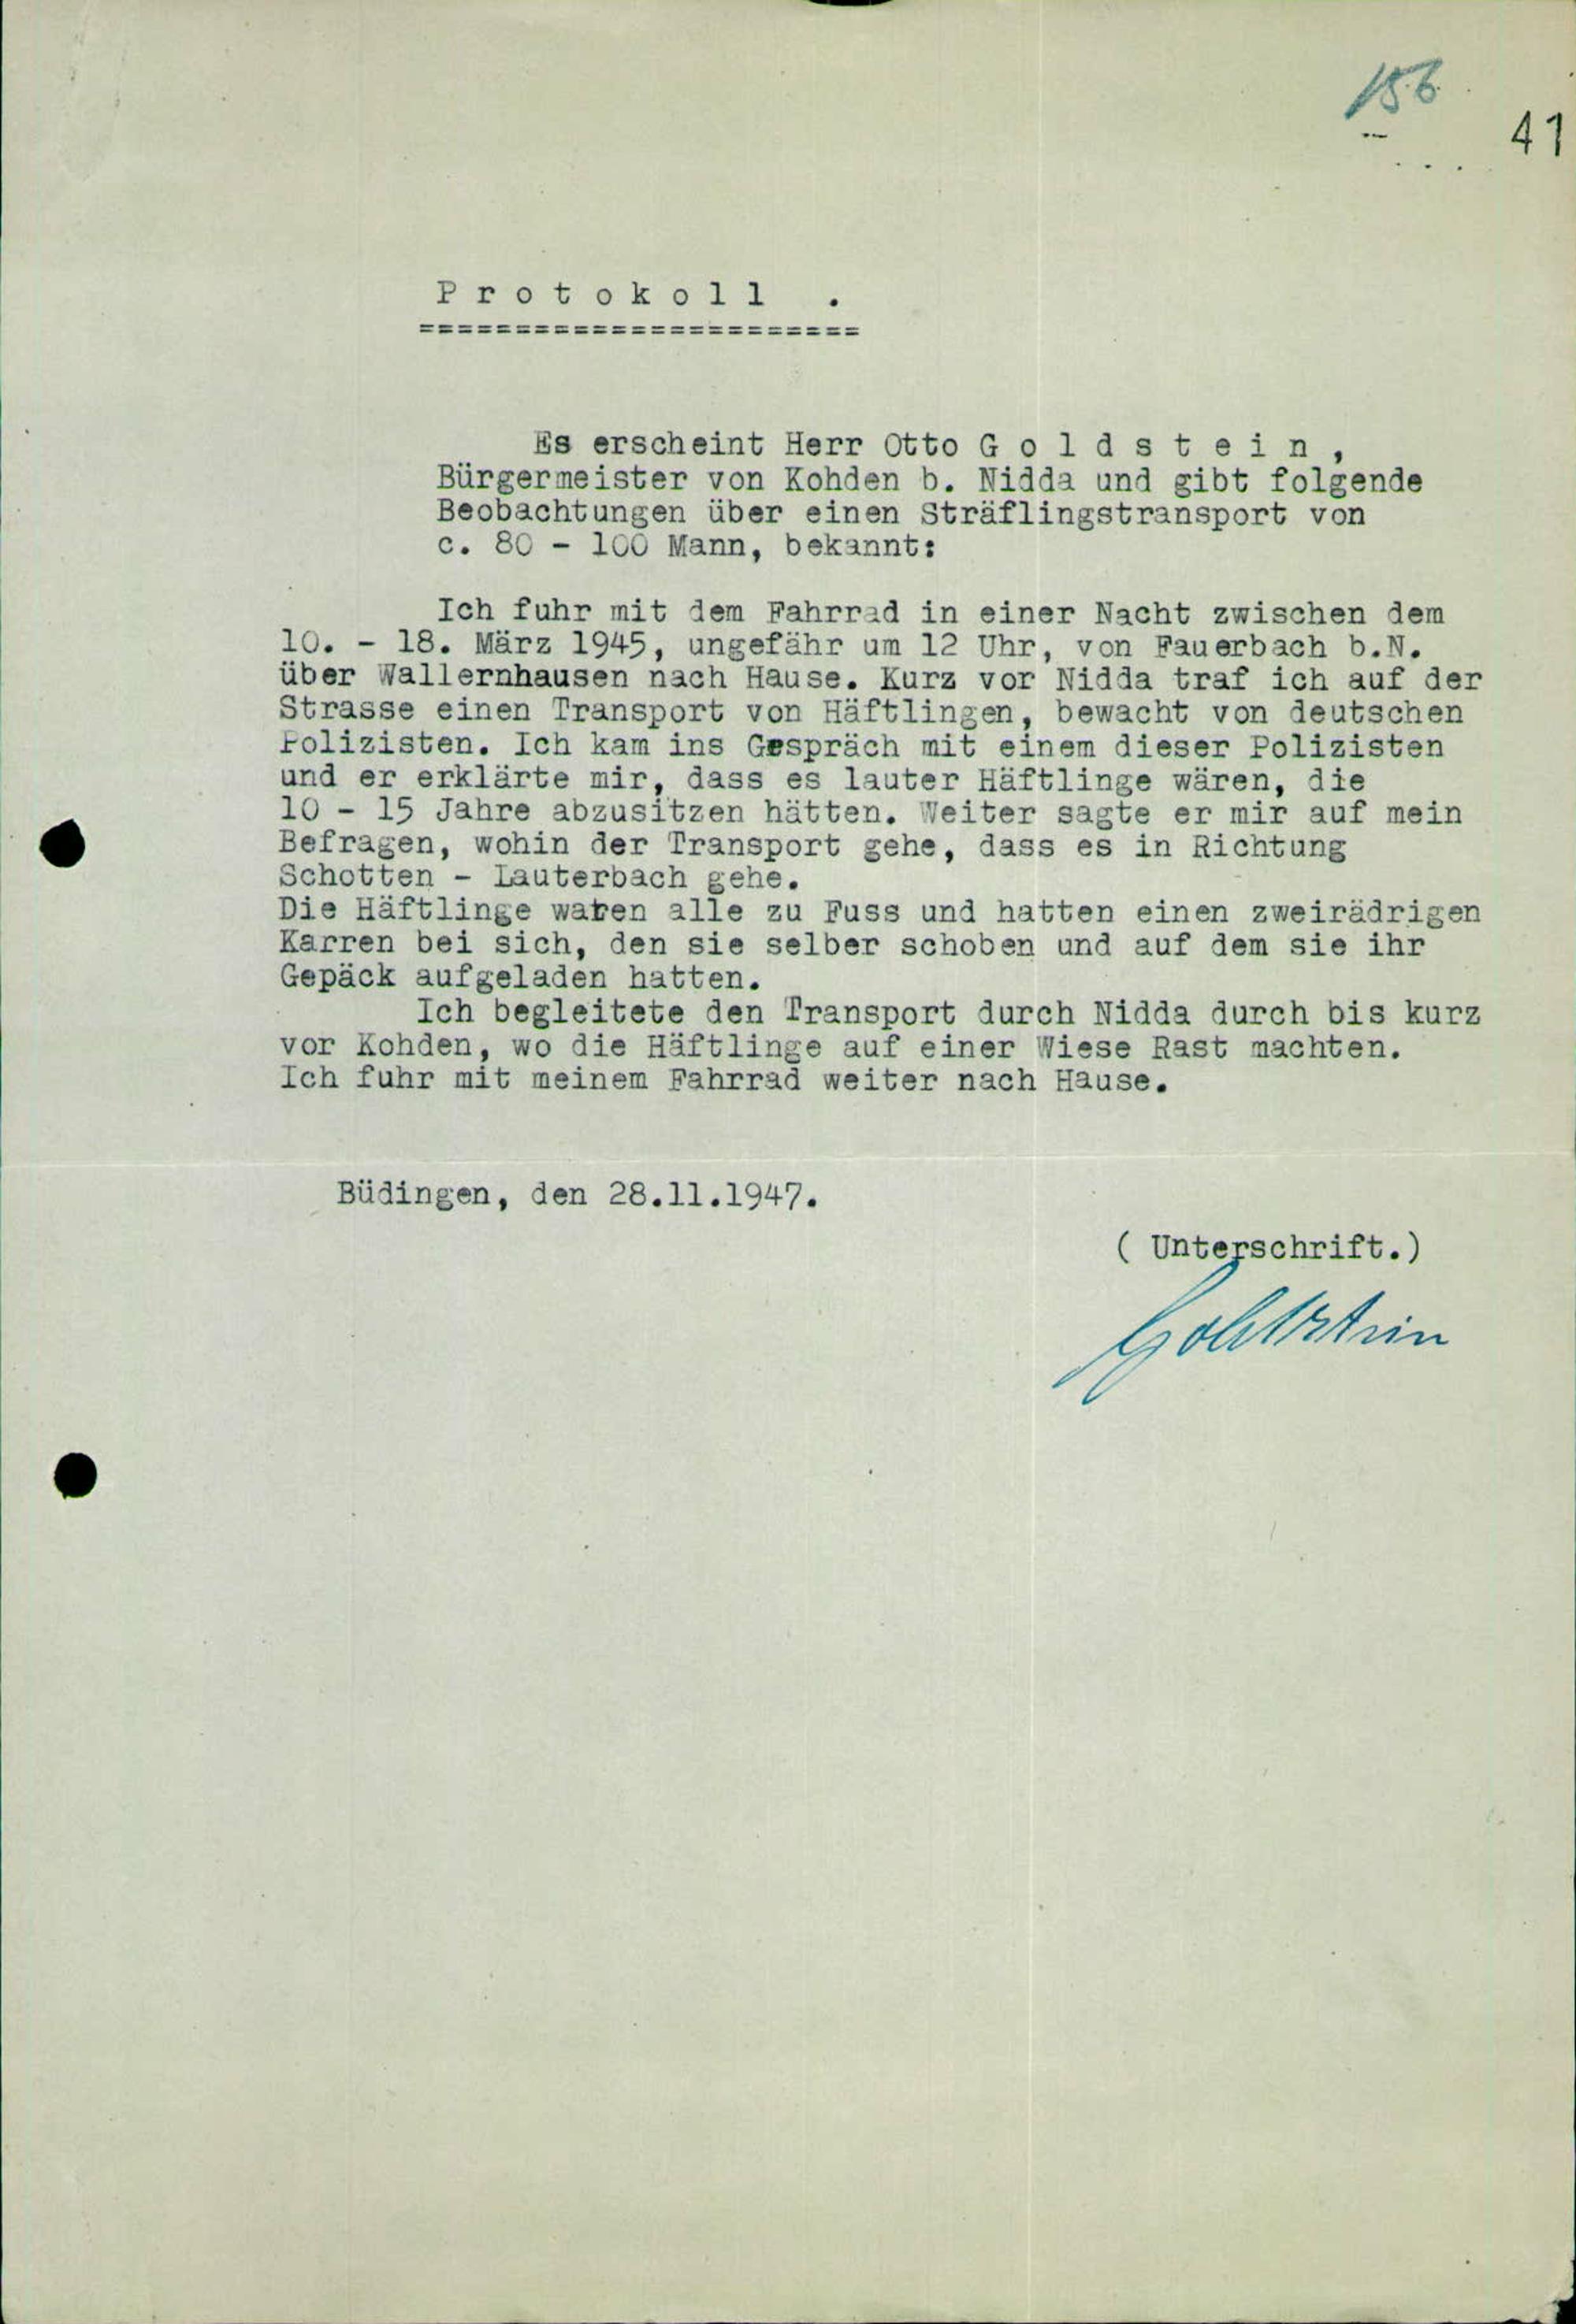 156
41
P r o t o k o l l .
=======================
Es erscheint Herr Otto G o l d s t e i n ,
Bürgermeister von Kohden b. Nidda und gibt folgende
Beobachtungen über einen Sträflingstransport von
c. 80 - 100 Mann, bekannt:
Ich fuhr mit dem Fahrrad in einer Nacht zwischen dem
10. - 18. März 1945, ungefähr um 12 Uhr, von Fauerbach b.N.
über Wallernhausen nach Hause. Kurz vor Nidda traf ich auf der
Strasse einen Transport von Häftlingen, bewacht von deutschen
Polizisten. Ich kam ins Gespräch mit einem dieser Polizisten
und er erklärte mir, dass es lauter Häftlinge wären, die
10 - 15 Jahre abzusitzen hätten. Weiter sagte er mir auf mein
Befragen, wohin der Transport gehe, dass es in Richtung
Schotten - Lauterbach gehe.
Die Häftlinge waren alle zu Fuss und hatten einen zweirädrigen
Karren bei sich, den sie selber schoben und auf dem sie ihr
Gepäck aufgeladen hatten.
Ich begleitete den Transport durch Nidda durch bis kurz
vor Kohden, wo die Häftlinge auf einer Wiese Rast machten.
Ich fuhr mit meinem Fahrrad weiter nach Hause.
Büdingen, den 28.11.1947.
( Unterschrift.)
Goldstein